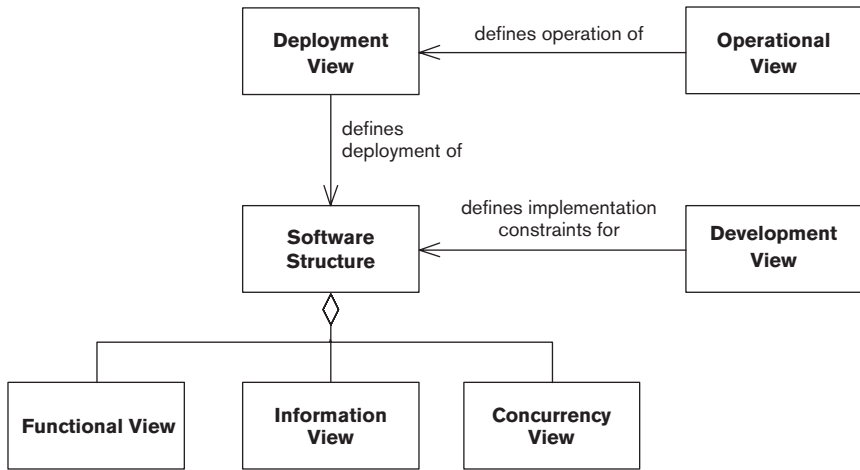 Deployment
View
defines operation of
Operational
View
defines
deployment of
Software
Structure
defines implementation
constraints for
Development
View
Functional View
Information
View
Concurrency
View